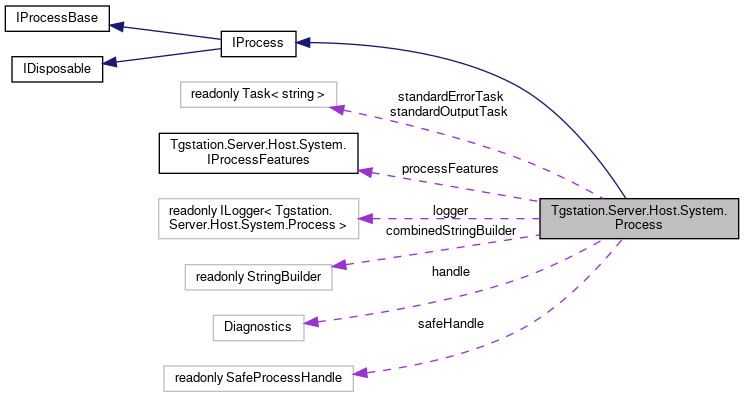 IProcessBase
IProcess
IDisposable
readonly Task< string >
standardErrorTask
standardOutputTask
Tgstation.Server.Host.System.
IProcessFeatures
processFeatures
readonly ILogger< Tgstation.
Server.Host.System.Process >
logger
Tgstation.Server.Host.System.
Process
combinedStringBuilder
readonly StringBuilder
handle
Diagnostics
safeHandle
readonly SafeProcessHandle